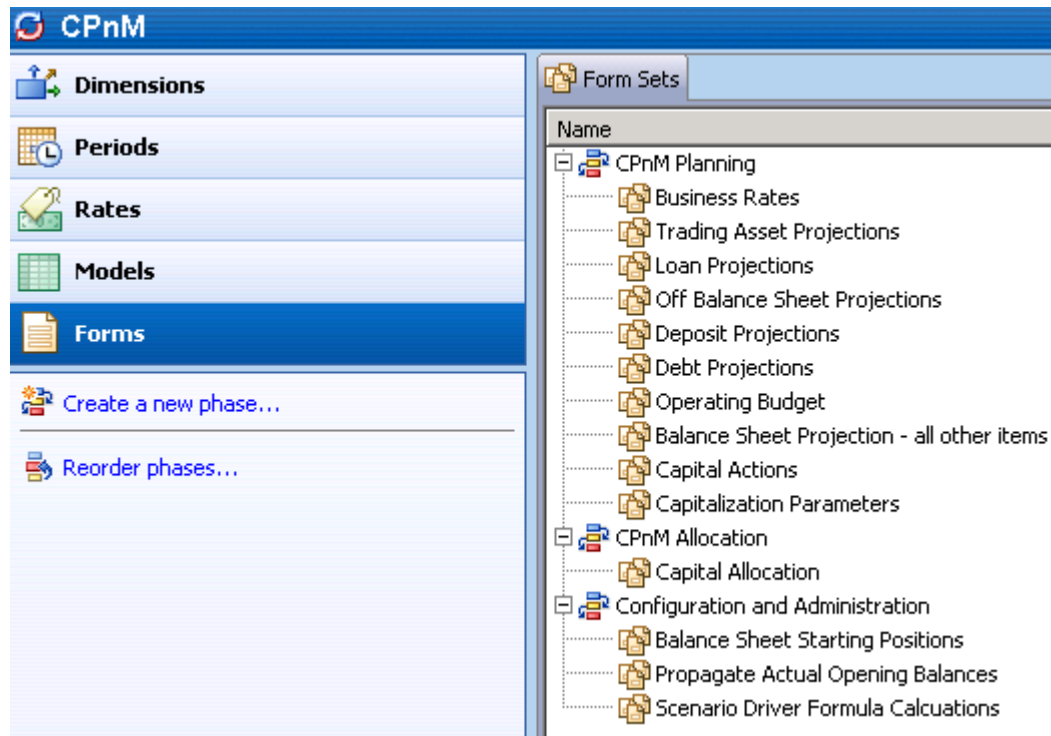 CPnM
Dimensions
Periods
Rates
Models
Forms
Create a new phase...
Reorder phases...
Form Sets
Name
CPnM Planning
Business Rates
Trading Asset Projections
Loan Projections
Off Balance Sheet Projections
Deposit Projections
Debt Projections
Operating Budget
Balance Sheet Projection - all other items
Capital Actions
Capitalization Parameters
CPnM Allocation
Capital Allocation
Configuration and Administration
Balance Sheet Starting Positions
Propagate Actual Opening Balances
Scenario Driver Formula Calcuations